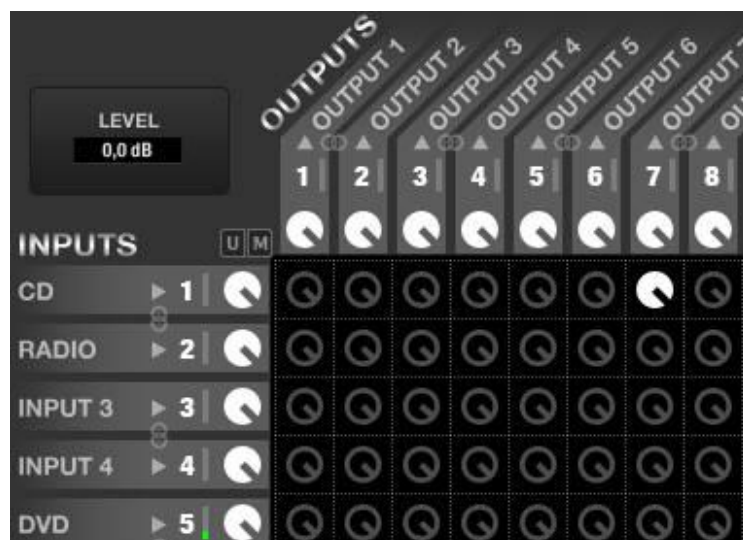 OUTPUTS
OUTPUT 1
OUTPUT 2
OUTPUT 3
OUTPUT 4
OUTPUT 5
OUTPUT 6
LEVEL
0,0 dB
1 2 3 4 5 6 7 8
INPUTS U M
CD 1
RADIO 2
INPUT 3 3
INPUT 4 4
DVD 5